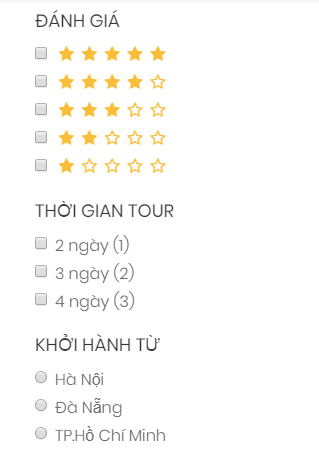 ĐÁNH GIÁ
THỜI GIAN TOUR
2 ngày (1)
3 ngày (2)
4 ngày (3)
KHỞI HÀNH TỪ
Hà Nội
Đà Nẵng
TP.Hồ Chí Minh